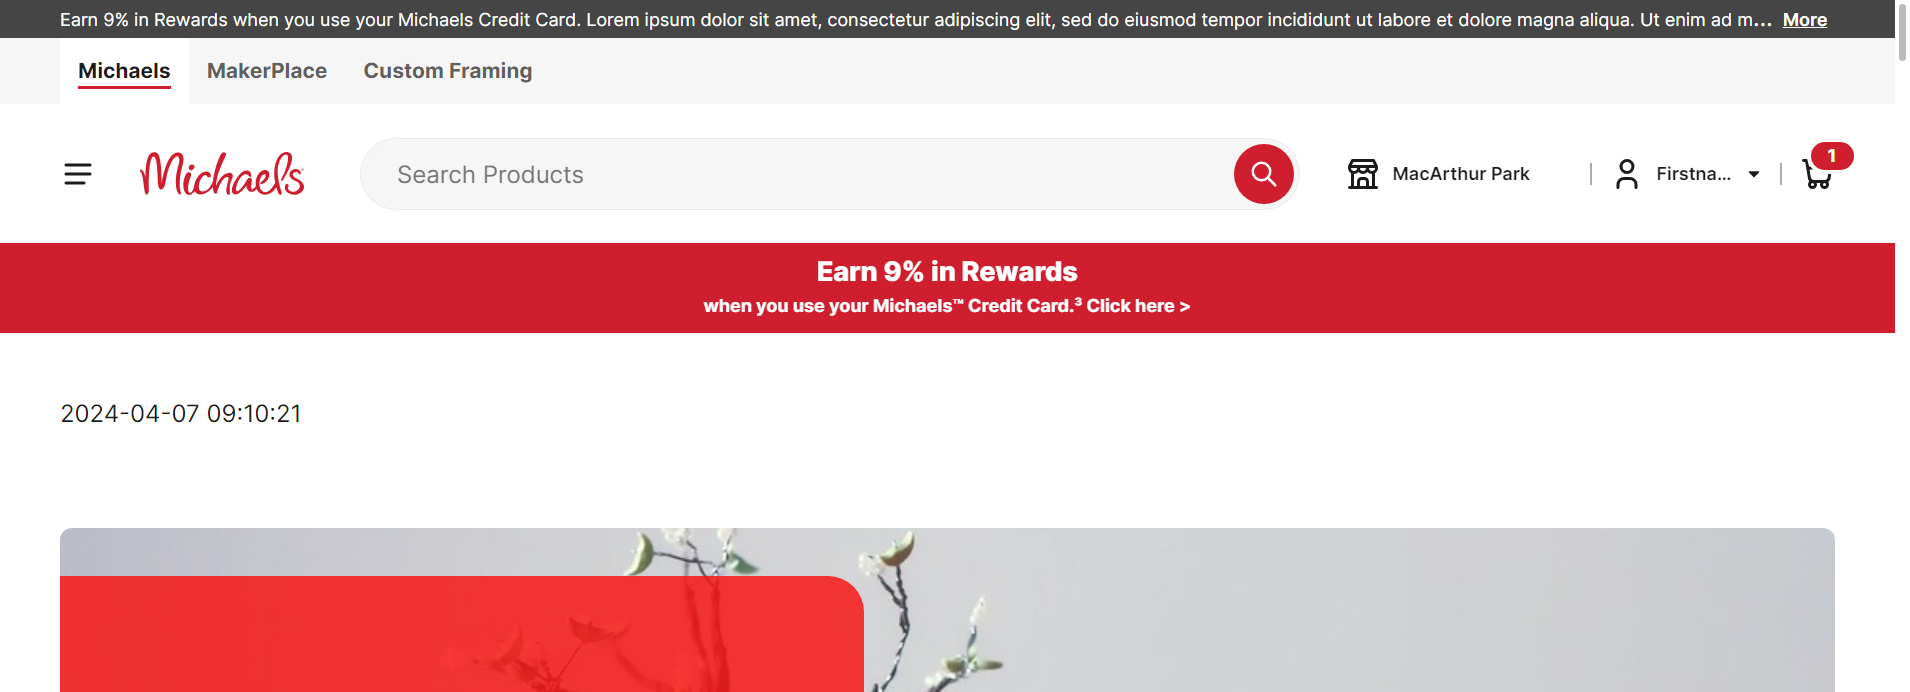 Earn 9% in Rewards when you use your Michaels Credit Card. Lorem ipsum dolor sit amet, consectetur adipiscing elit, sed do eiusmod tempor incididunt ut labore et dolore magna aliqua. Ut enim ad m... More
Michaels MakerPlace Custom Framing
Michaels Search Products MacArthur Park Firstna... 1
Earn 9% in Rewards
when you use your Michaels™ Credit Card.³ Click here >
2024-04-07 09:10:21